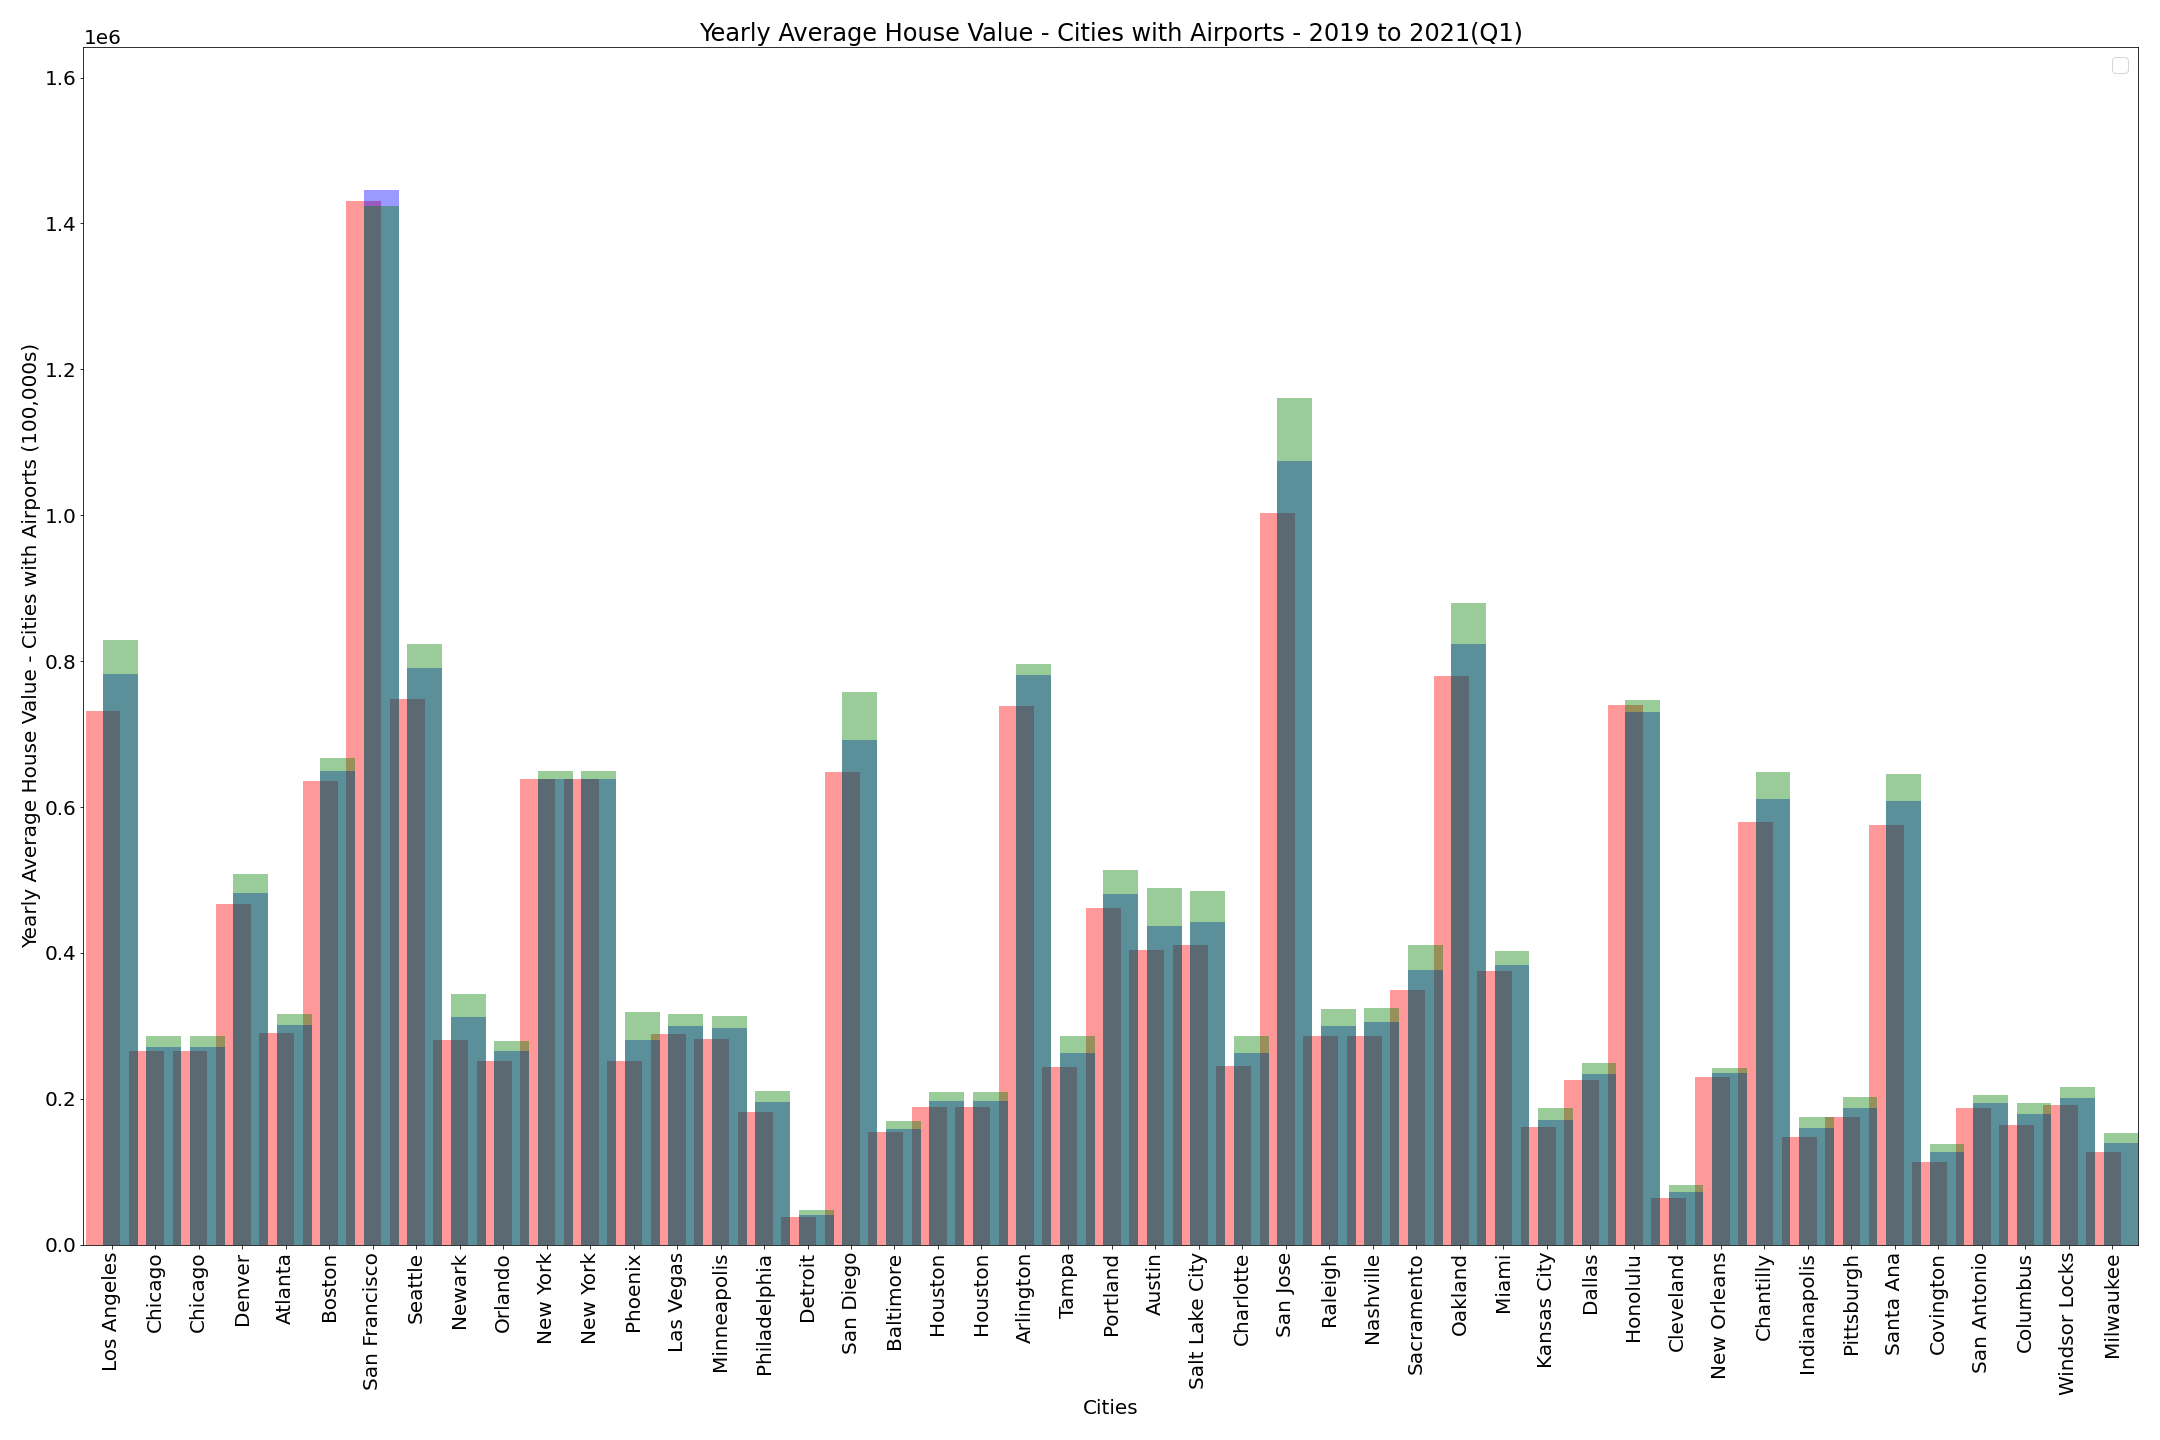 Yearly Average House Value - Cities with Airports - 2019 to 2021(Q1)
1e6
1.6
1.4
1.2
1.0
0.8
0.6
0.4
0.2
0.0
Yearly Average House Value - Cities with Airports (100,000s)
Los Angeles
Chicago
Chicago
Denver
Atlanta
Boston
San Francisco
Seattle
Newark
Orlando
New York
New York
Phoenix
Las Vegas
Minneapolis
Philadelphia
Detroit
San Diego
Baltimore
Houston
Houston
Arlington
Tampa
Portland
Austin
Salt Lake City
Charlotte
San Jose
Raleigh
Nashville
Sacramento
Oakland
Miami
Kansas City
Dallas
Honolulu
Cleveland
New Orleans
Chantilly
Indianapolis
Pittsburgh
Santa Ana
Covington
San Antonio
Columbus
Windsor Locks
Milwaukee
Cities